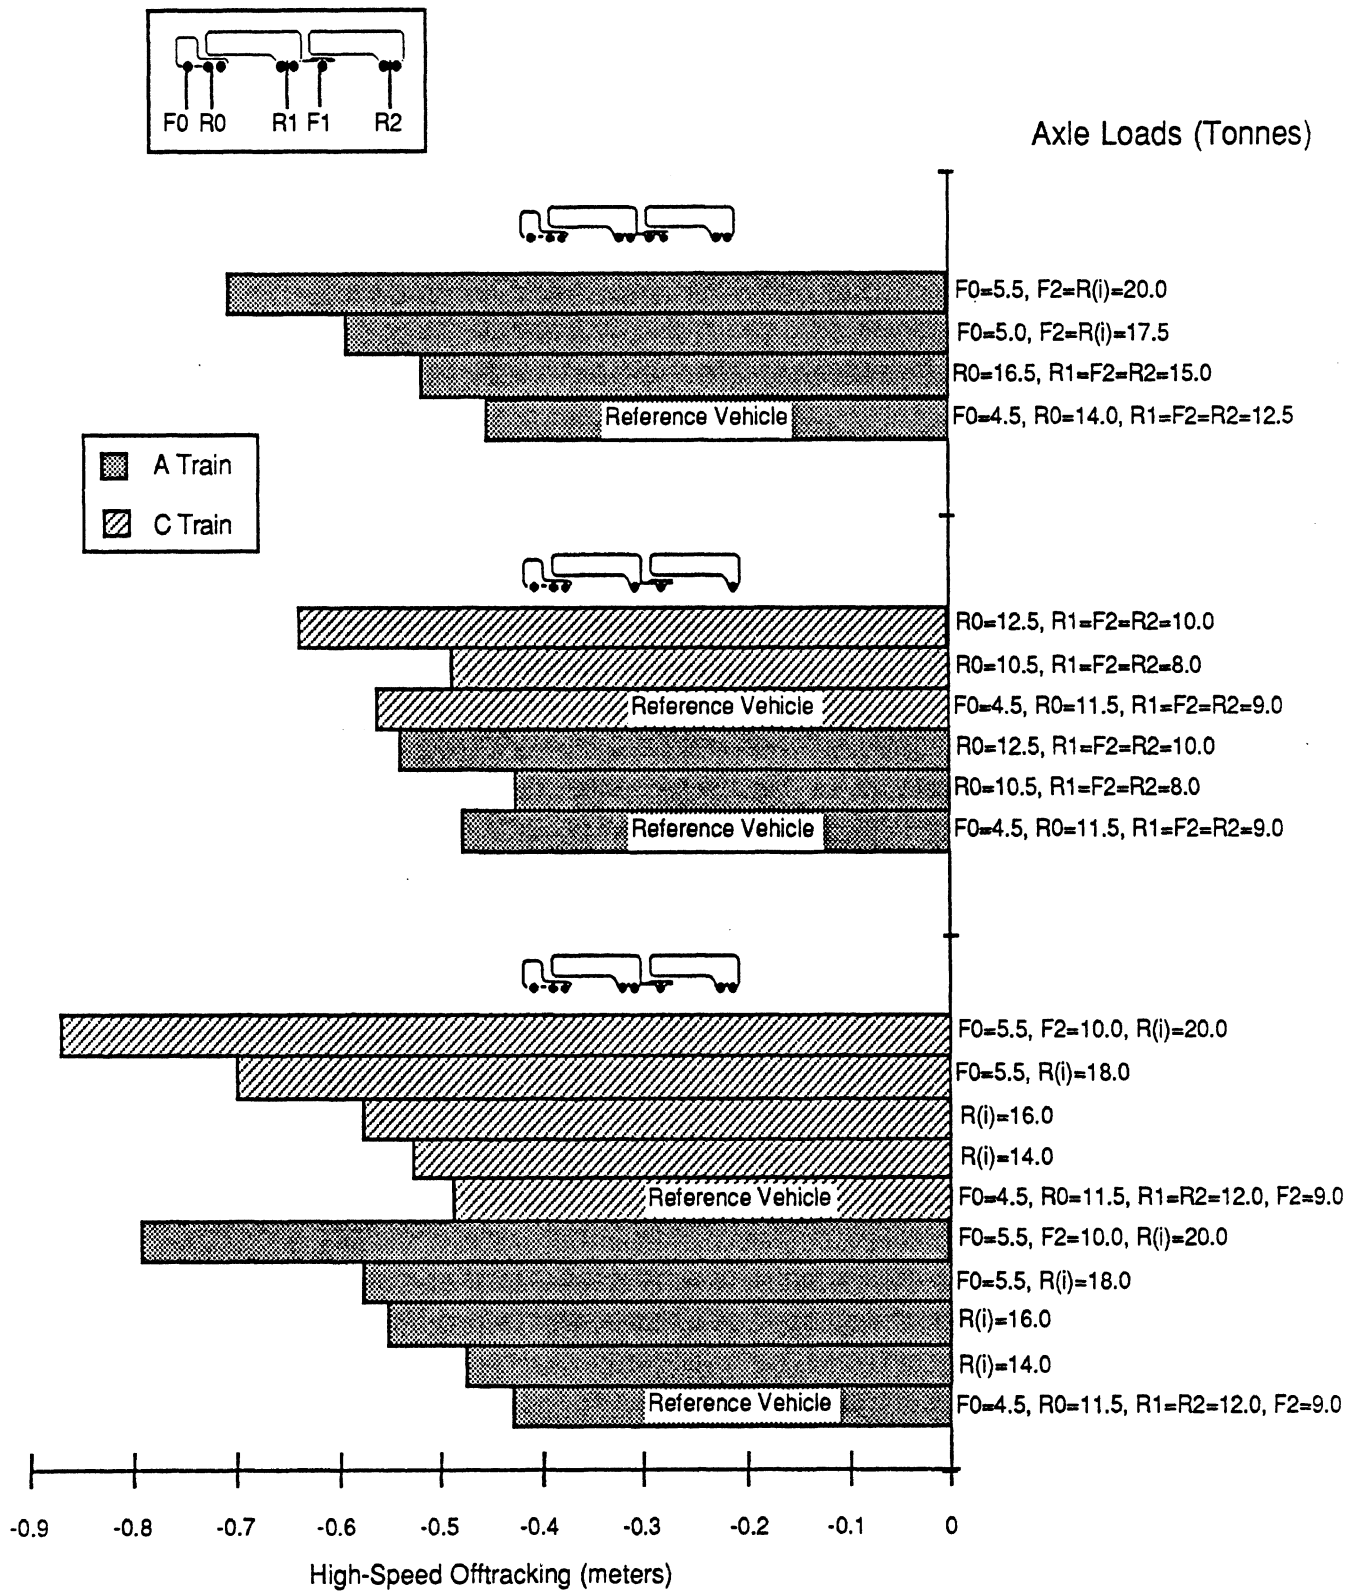 F0 R0 R1 F1 R2
Axle Loads (Tonnes)
F0=5.5, F2=R(i)=20.0
F0=5.0, F2=R(i)=17.5
R0=16.5, R1=F2=R2=15.0
Reference Vehicle F0=4.5, R0=14.0, R1=F2=R2=12.5
A Train
C Train
R0=12.5, R1=F2=R2=10.0
R0=10.5, R1=F2=R2=8.0
Reference Vehicle F0=4.5, R0=11.5, R1=F2=R2=9.0
R0=12.5, R1=F2=R2=10.0
R0=10.5, R1=F2=R2=8.0
Reference Vehicle F0=4.5, R0=11.5, R1=F2=R2=9.0
F0=5.5, F2=10.0, R(i)=20.0
F0=5.5, R(i)=18.0
R(i)=16.0
R(i)=14.0
Reference Vehicle F0=4.5, R0=11.5, R1=R2=12.0, F2=9.0
F0=5.5, F2=10.0, R(i)=20.0
F0=5.5, R(i)=18.0
R(i)=16.0
R(i)=14.0
Reference Vehicle F0=4.5, R0=11.5, R1=R2=12.0, F2=9.0
-0.9 -0.8 -0.7 -0.6 -0.5 -0.4 -0.3 -0.2 -0.1 0
High-Speed Offtracking (meters)